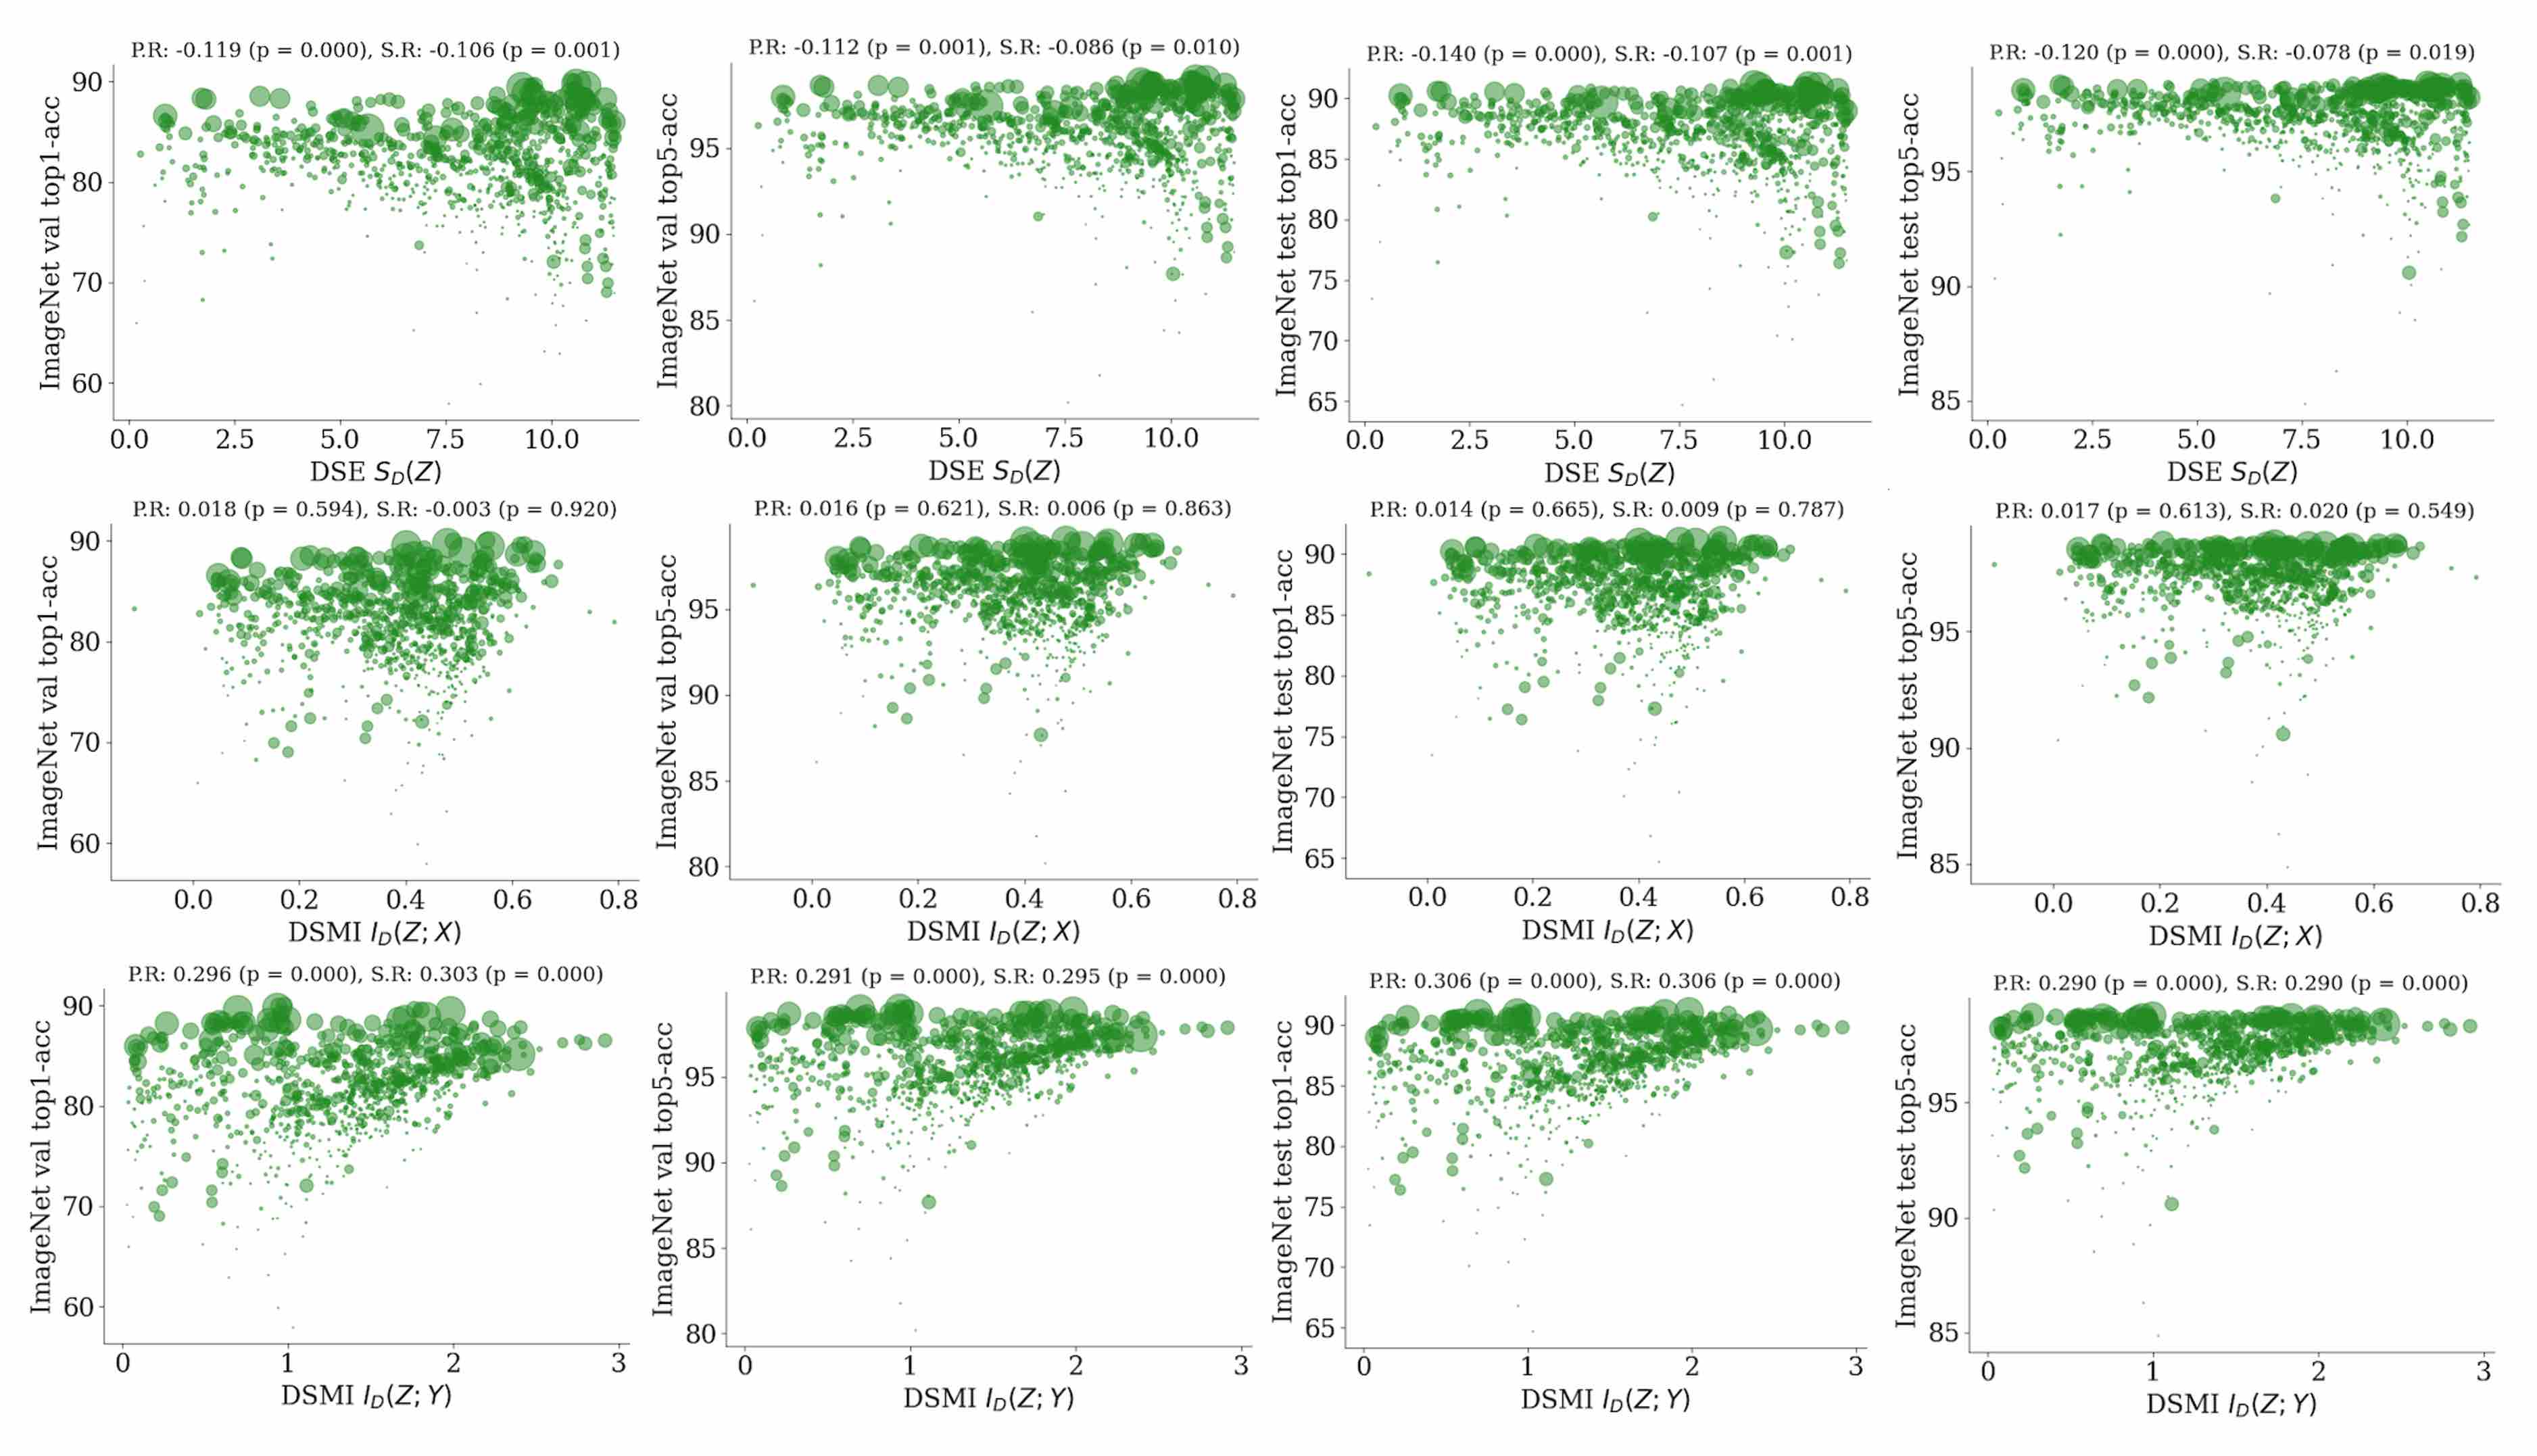 P.R: -0.119 (p = 0.000), S.R: -0.106 (p = 0.001)
ImageNet val top1-acc
90
80
70
60
0.0 2.5 5.0 7.5 10.0
DSE S_D(Z)
P.R: -0.112 (p = 0.001), S.R: -0.086 (p = 0.010)
ImageNet val top5-acc
95
90
85
80
0.0 2.5 5.0 7.5 10.0
DSE S_D(Z)
P.R: -0.140 (p = 0.000), S.R: -0.107 (p = 0.001)
ImageNet test top1-acc
90
85
80
75
70
65
0.0 2.5 5.0 7.5 10.0
DSE S_D(Z)
P.R: -0.120 (p = 0.000), S.R: -0.078 (p = 0.019)
ImageNet test top5-acc
95
90
85
0.0 2.5 5.0 7.5 10.0
DSE S_D(Z)
P.R: 0.018 (p = 0.594), S.R: -0.003 (p = 0.920)
ImageNet val top1-acc
90
80
70
60
0.0 0.2 0.4 0.6 0.8
DSMI I_D(Z; X)
P.R: 0.016 (p = 0.621), S.R: 0.006 (p = 0.863)
ImageNet val top5-acc
95
90
85
80
0.0 0.2 0.4 0.6 0.8
DSMI I_D(Z; X)
P.R: 0.014 (p = 0.665), S.R: 0.009 (p = 0.787)
ImageNet test top1-acc
90
85
80
75
70
65
0.0 0.2 0.4 0.6 0.8
DSMI I_D(Z; X)
P.R: 0.017 (p = 0.613), S.R: 0.020 (p = 0.549)
ImageNet test top5-acc
95
90
85
0.0 0.2 0.4 0.6 0.8
DSMI I_D(Z; X)
P.R: 0.296 (p = 0.000), S.R: 0.303 (p = 0.000)
ImageNet val top1-acc
90
80
70
60
0 1 2 3
DSMI I_D(Z; Y)
P.R: 0.291 (p = 0.000), S.R: 0.295 (p = 0.000)
ImageNet val top5-acc
95
90
85
80
0 1 2 3
DSMI I_D(Z; Y)
P.R: 0.306 (p = 0.000), S.R: 0.306 (p = 0.000)
ImageNet test top1-acc
90
85
80
75
70
65
0 1 2 3
DSMI I_D(Z; Y)
P.R: 0.290 (p = 0.000), S.R: 0.290 (p = 0.000)
ImageNet test top5-acc
95
90
85
0 1 2 3
DSMI I_D(Z; Y)